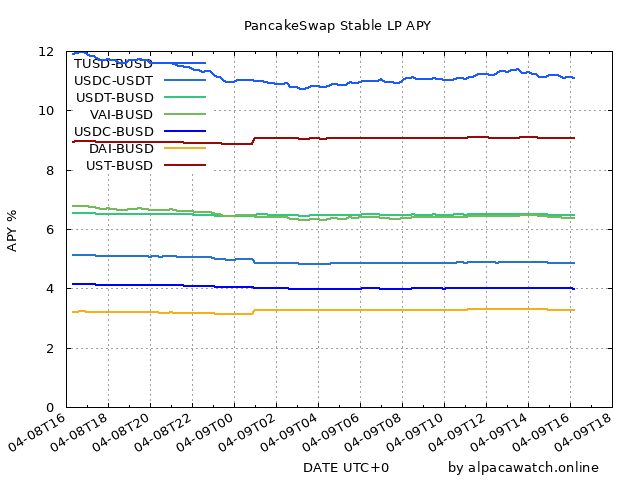 PancakeSwap Stable LP APY
12
10
8
6
4
2
0
APY %
TUSD-BUSD
USDC-USDT
USDT-BUSD
VAI-BUSD
USDC-BUSD
DAI-BUSD
UST-BUSD
04-08T16
04-08T18
04-08T20
04-08T22
04-09T00
04-09T02
04-09T04
04-09T06
04-09T08
04-09T10
04-09T12
04-09T14
04-09T16
04-09T18
DATE UTC+0
by alpacawatch.online